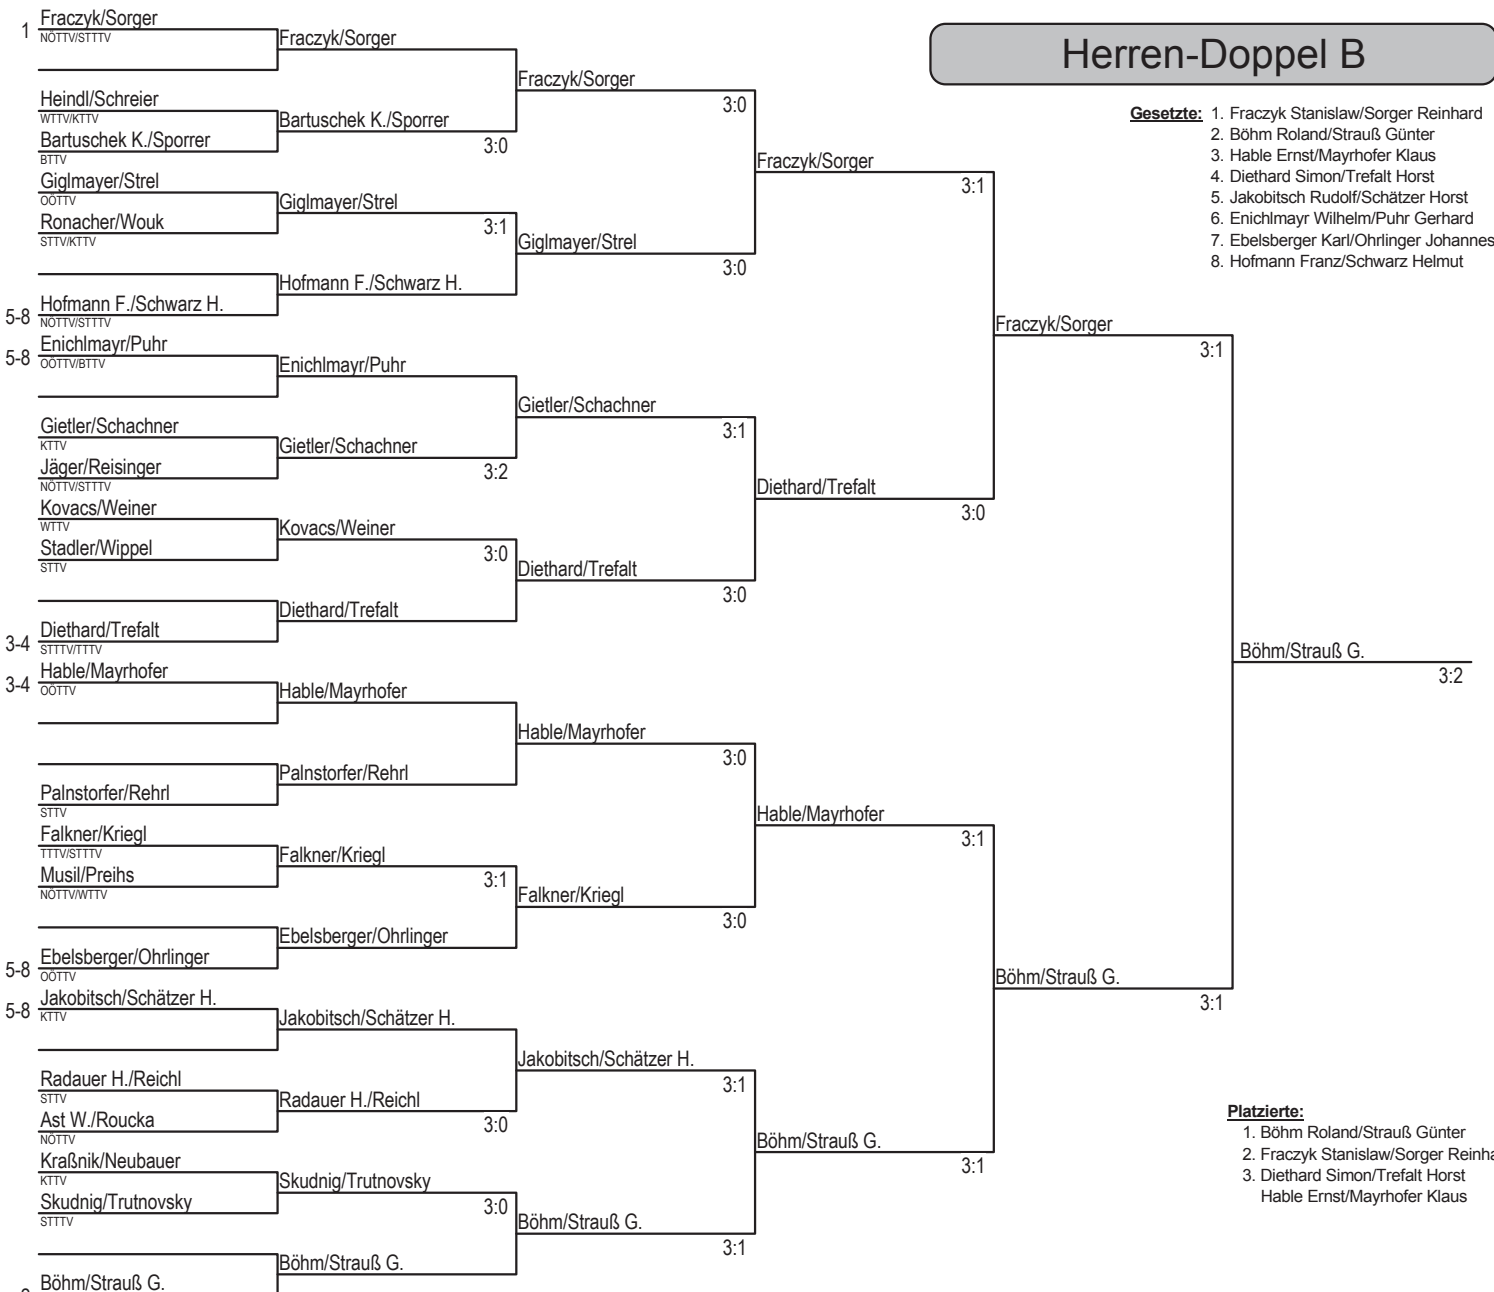 Herren-Doppel B
Gesetzte: 1. Fraczyk Stanislaw/Sorger Reinhard
2. Böhm Roland/Strauß Günter
3. Hable Ernst/Mayrhofer Klaus
4. Diethard Simon/Trefalt Horst
5. Jakobitsch Rudolf/Schätzer Horst
6. Enichlmayr Wilhelm/Puhr Gerhard
7. Ebelsberger Karl/Ohrlinger Johannes
8. Hofmann Franz/Schwarz Helmut
1 Fraczyk/Sorger
NÖTTV/STTTV
Heindl/Schreier
WTTV/KTTV
Bartuschek K./Sporrer
BTTV
Giglmayer/Strel
OÖTTV
Ronacher/Wouk
STTV/KTTV
5-8 Hofmann F./Schwarz H.
NÖTTV/STTTV
5-8 Enichlmayr/Puhr
OÖTTV/BTTV
Gietler/Schachner
KTTV
Jäger/Reisinger
NÖTTV/STTTV
Kovacs/Weiner
WTTV
Stadler/Wippel
STTV
3-4 Diethard/Trefalt
STTTV/TTTV
3-4 Hable/Mayrhofer
OÖTTV
Palnstorfer/Rehrl
STTV
Falkner/Kriegl
TTTV/STTTV
Musil/Preihs
NÖTTV/WTTV
5-8 Ebelsberger/Ohrlinger
OÖTTV
5-8 Jakobitsch/Schätzer H.
KTTV
Radauer H./Reichl
STTV
Ast W./Roucka
NÖTTV
Kraßnik/Neubauer
KTTV
Skudnig/Trutnovsky
STTTV
Böhm/Strauß G.
Fraczyk/Sorger
Bartuschek K./Sporrer
3:0
Giglmayer/Strel
3:1
Hofmann F./Schwarz H.
Enichlmayr/Puhr
Gietler/Schachner
3:2
Kovacs/Weiner
3:0
Diethard/Trefalt
Hable/Mayrhofer
Palnstorfer/Rehrl
Falkner/Kriegl
3:1
Ebelsberger/Ohrlinger
Jakobitsch/Schätzer H.
Radauer H./Reichl
3:0
Skudnig/Trutnovsky
3:0
Böhm/Strauß G.
Fraczyk/Sorger
3:0
Giglmayer/Strel
3:0
Gietler/Schachner
3:1
Diethard/Trefalt
3:0
Hable/Mayrhofer
3:0
Falkner/Kriegl
3:0
Jakobitsch/Schätzer H.
3:1
Böhm/Strauß G.
3:1
Fraczyk/Sorger
3:1
Diethard/Trefalt
3:0
Hable/Mayrhofer
3:1
Böhm/Strauß G.
3:1
Fraczyk/Sorger
3:1
Böhm/Strauß G.
3:1
Böhm/Strauß G.
3:2
Platzierte:
1. Böhm Roland/Strauß Günter
2. Fraczyk Stanislaw/Sorger Reinha
3. Diethard Simon/Trefalt Horst
Hable Ernst/Mayrhofer Klaus